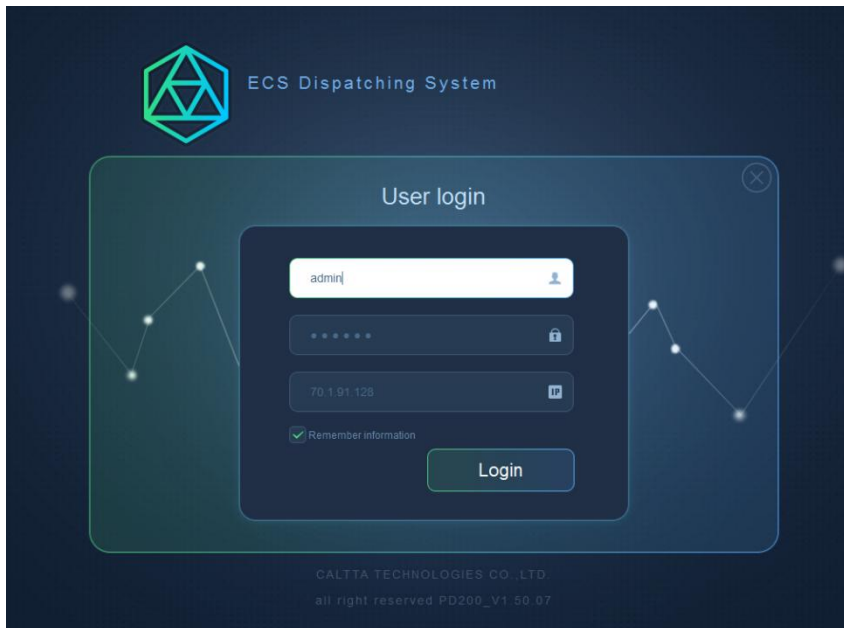 ECS Dispatching System
User login
admin
••••••
70.1.91.128
IP
Remember information
Login
CALTTA TECHNOLOGIES CO.,LTD.
all right reserved PD200_V1.50.07